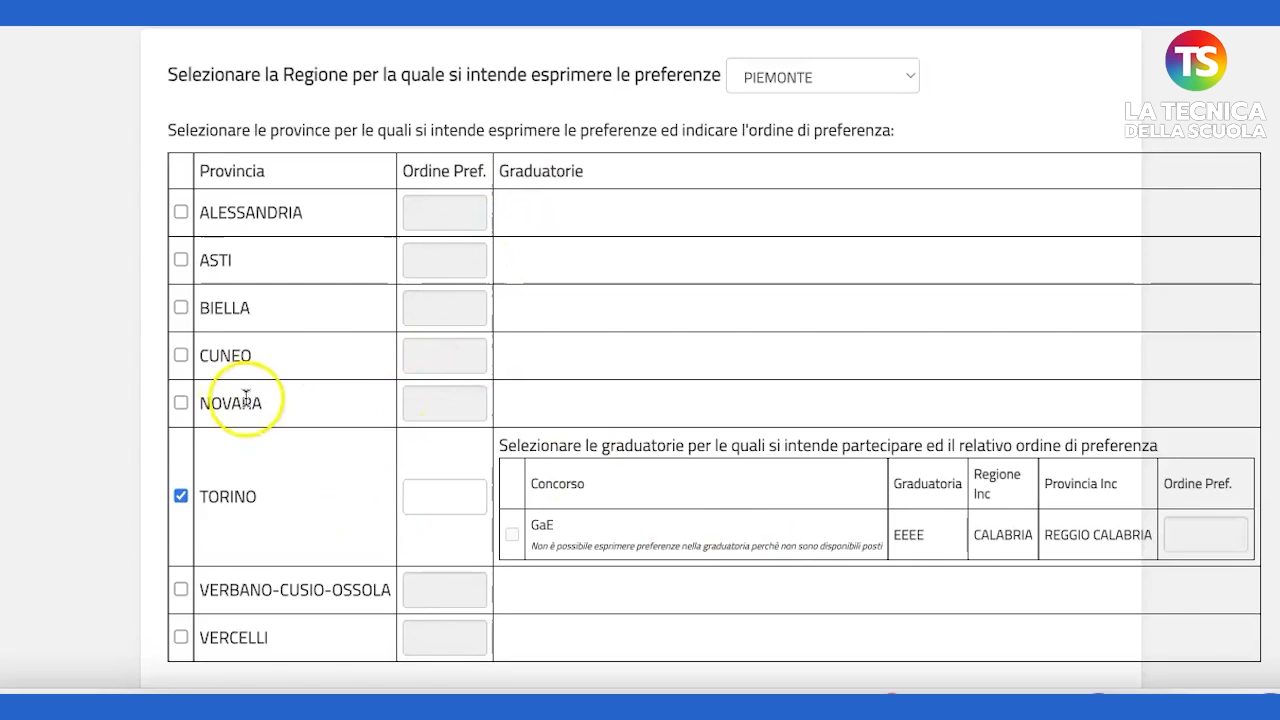 Selezionare la Regione per la quale si intende esprimere le preferenze PIEMONTE
TS
LA TECNICA
DELLA SCUOLA
Selezionare le province per le quali si intende esprimere le preferenze ed indicare l'ordine di preferenza:
Provincia Ordine Pref. Graduatorie
ALESSANDRIA
ASTI
BIELLA
CUNEO
NOVARA
TORINO
Selezionare le graduatorie per le quali si intende partecipare ed il relativo ordine di preferenza
Concorso Graduatoria Regione Inc Provincia Inc Ordine Pref.
GaE EEEE CALABRIA REGGIO CALABRIA
Non è possibile esprimere preferenze nella graduatoria perchè non sono disponibili posti
VERBANO-CUSIO-OSSOLA
VERCELLI